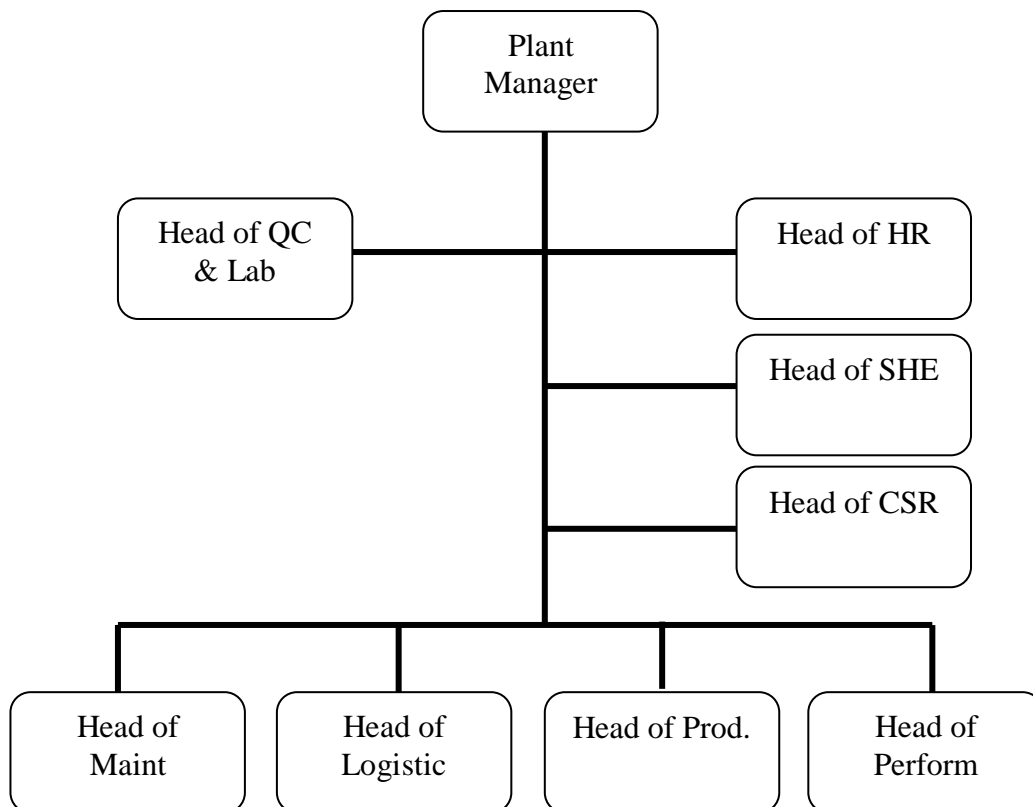 Plant
Manager
Head of QC
& Lab
Head of HR
Head of SHE
Head of CSR
Head of
Maint
Head of
Logistic
Head of Prod.
Head of
Perform